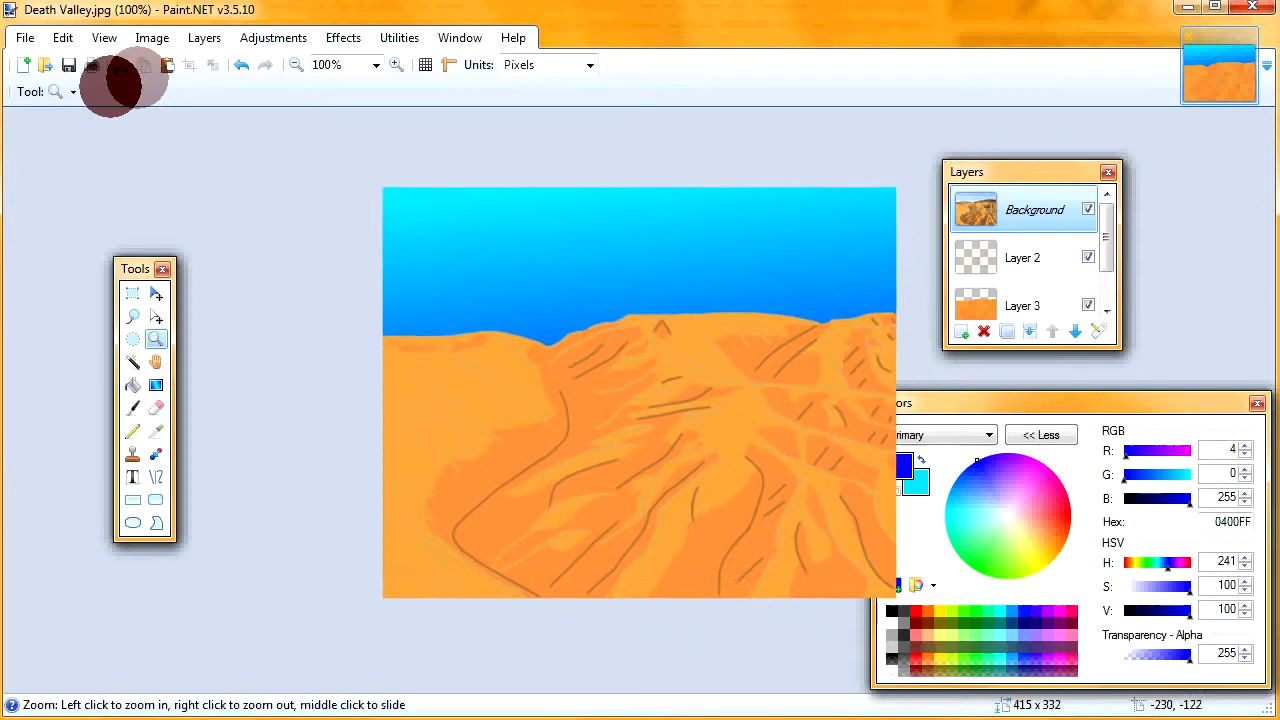 Death Valley.jpg (100%) - Paint.NET v3.5.10
File Edit View Image Layers Adjustments Effects Utilities Window Help
100% Units: Pixels
Tool:
Layers
Background
Layer 2
Layer 3
Tools
<< Less
RGB
R: 4
G: 0
B: 255
Hex: 0400FF
HSV
H: 241
S: 100
V: 100
Transparency - Alpha
255
Zoom: Left click to zoom in, right click to zoom out, middle click to slide
415 x 332
-230, -122